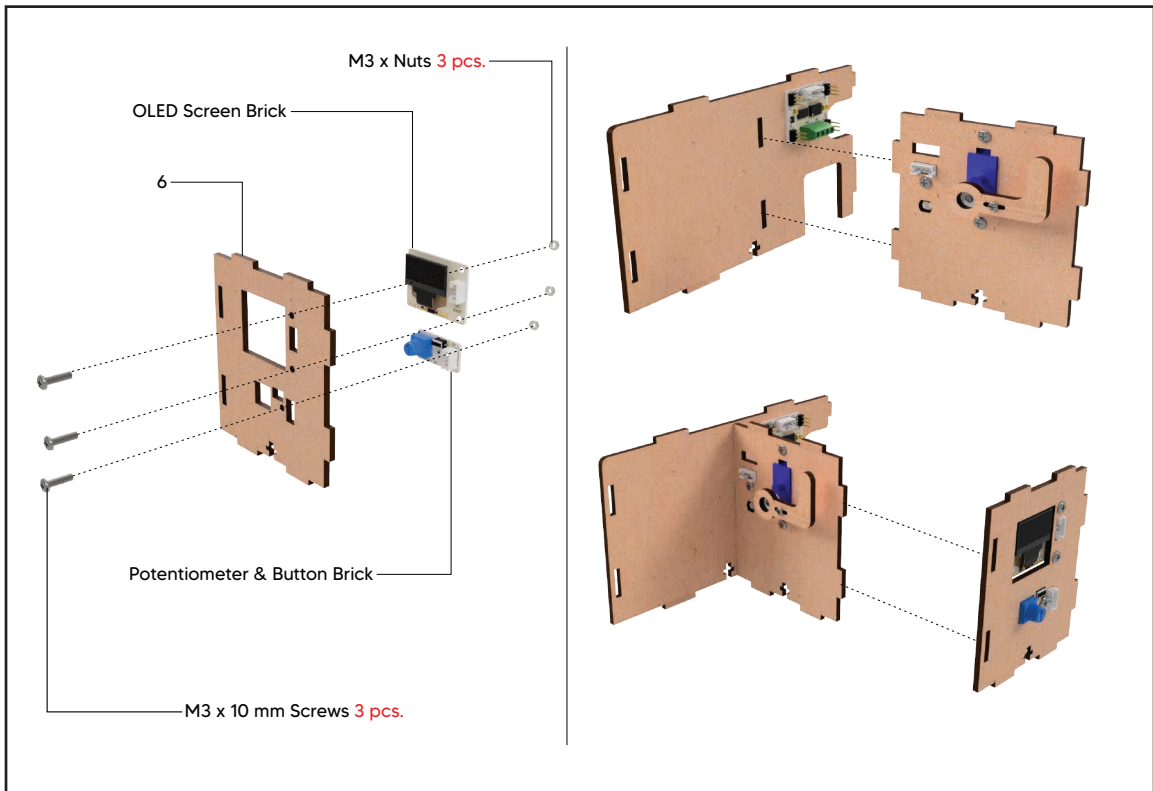 M3 x Nuts 3 pcs.
OLED Screen Brick
6
Potentiometer & Button Brick
M3 x 10 mm Screws 3 pcs.